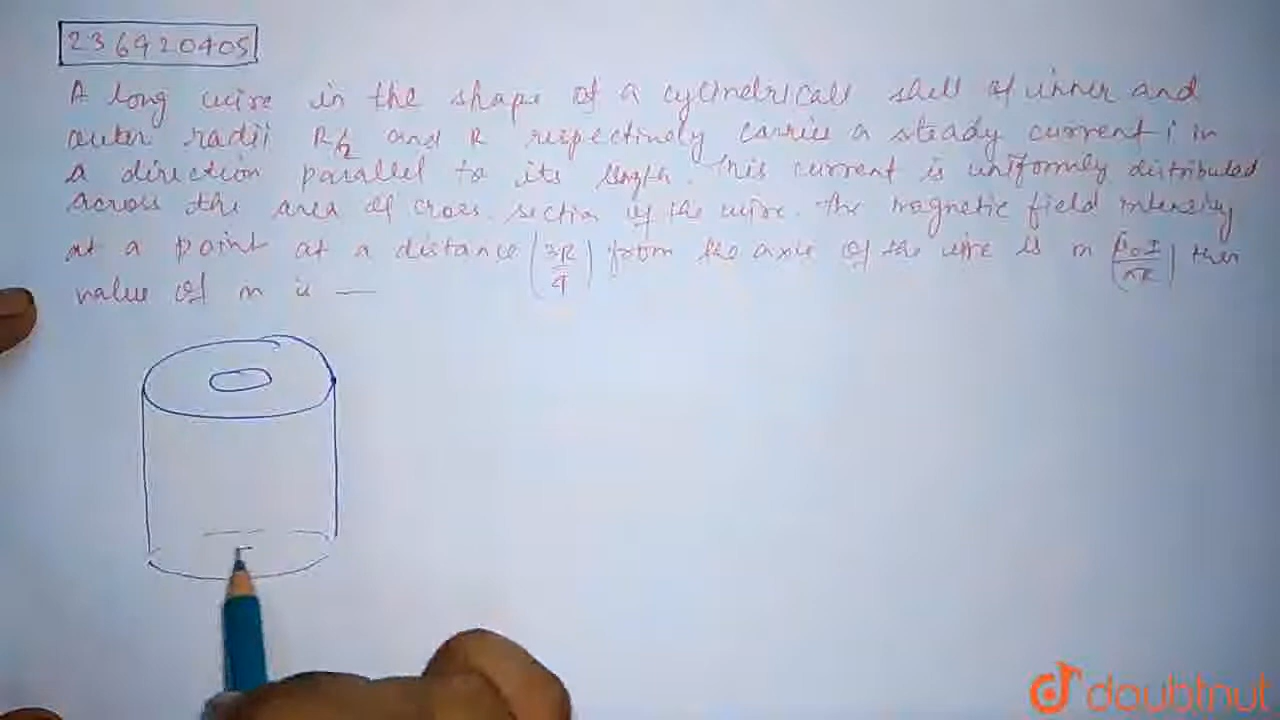 236920405
A long wire in the shape of a cylindricall shell of inner and
outer radii R/2 and R respectively carries a steady current i in
a direction parallel to its length. This current is uniformly distributed
across the area of cross section of the wire. The magnetic field intensity
at a point at a distance (3R/4) from the axis of the wire is m (μ0I/πR) then
value of m is —
doubtnut